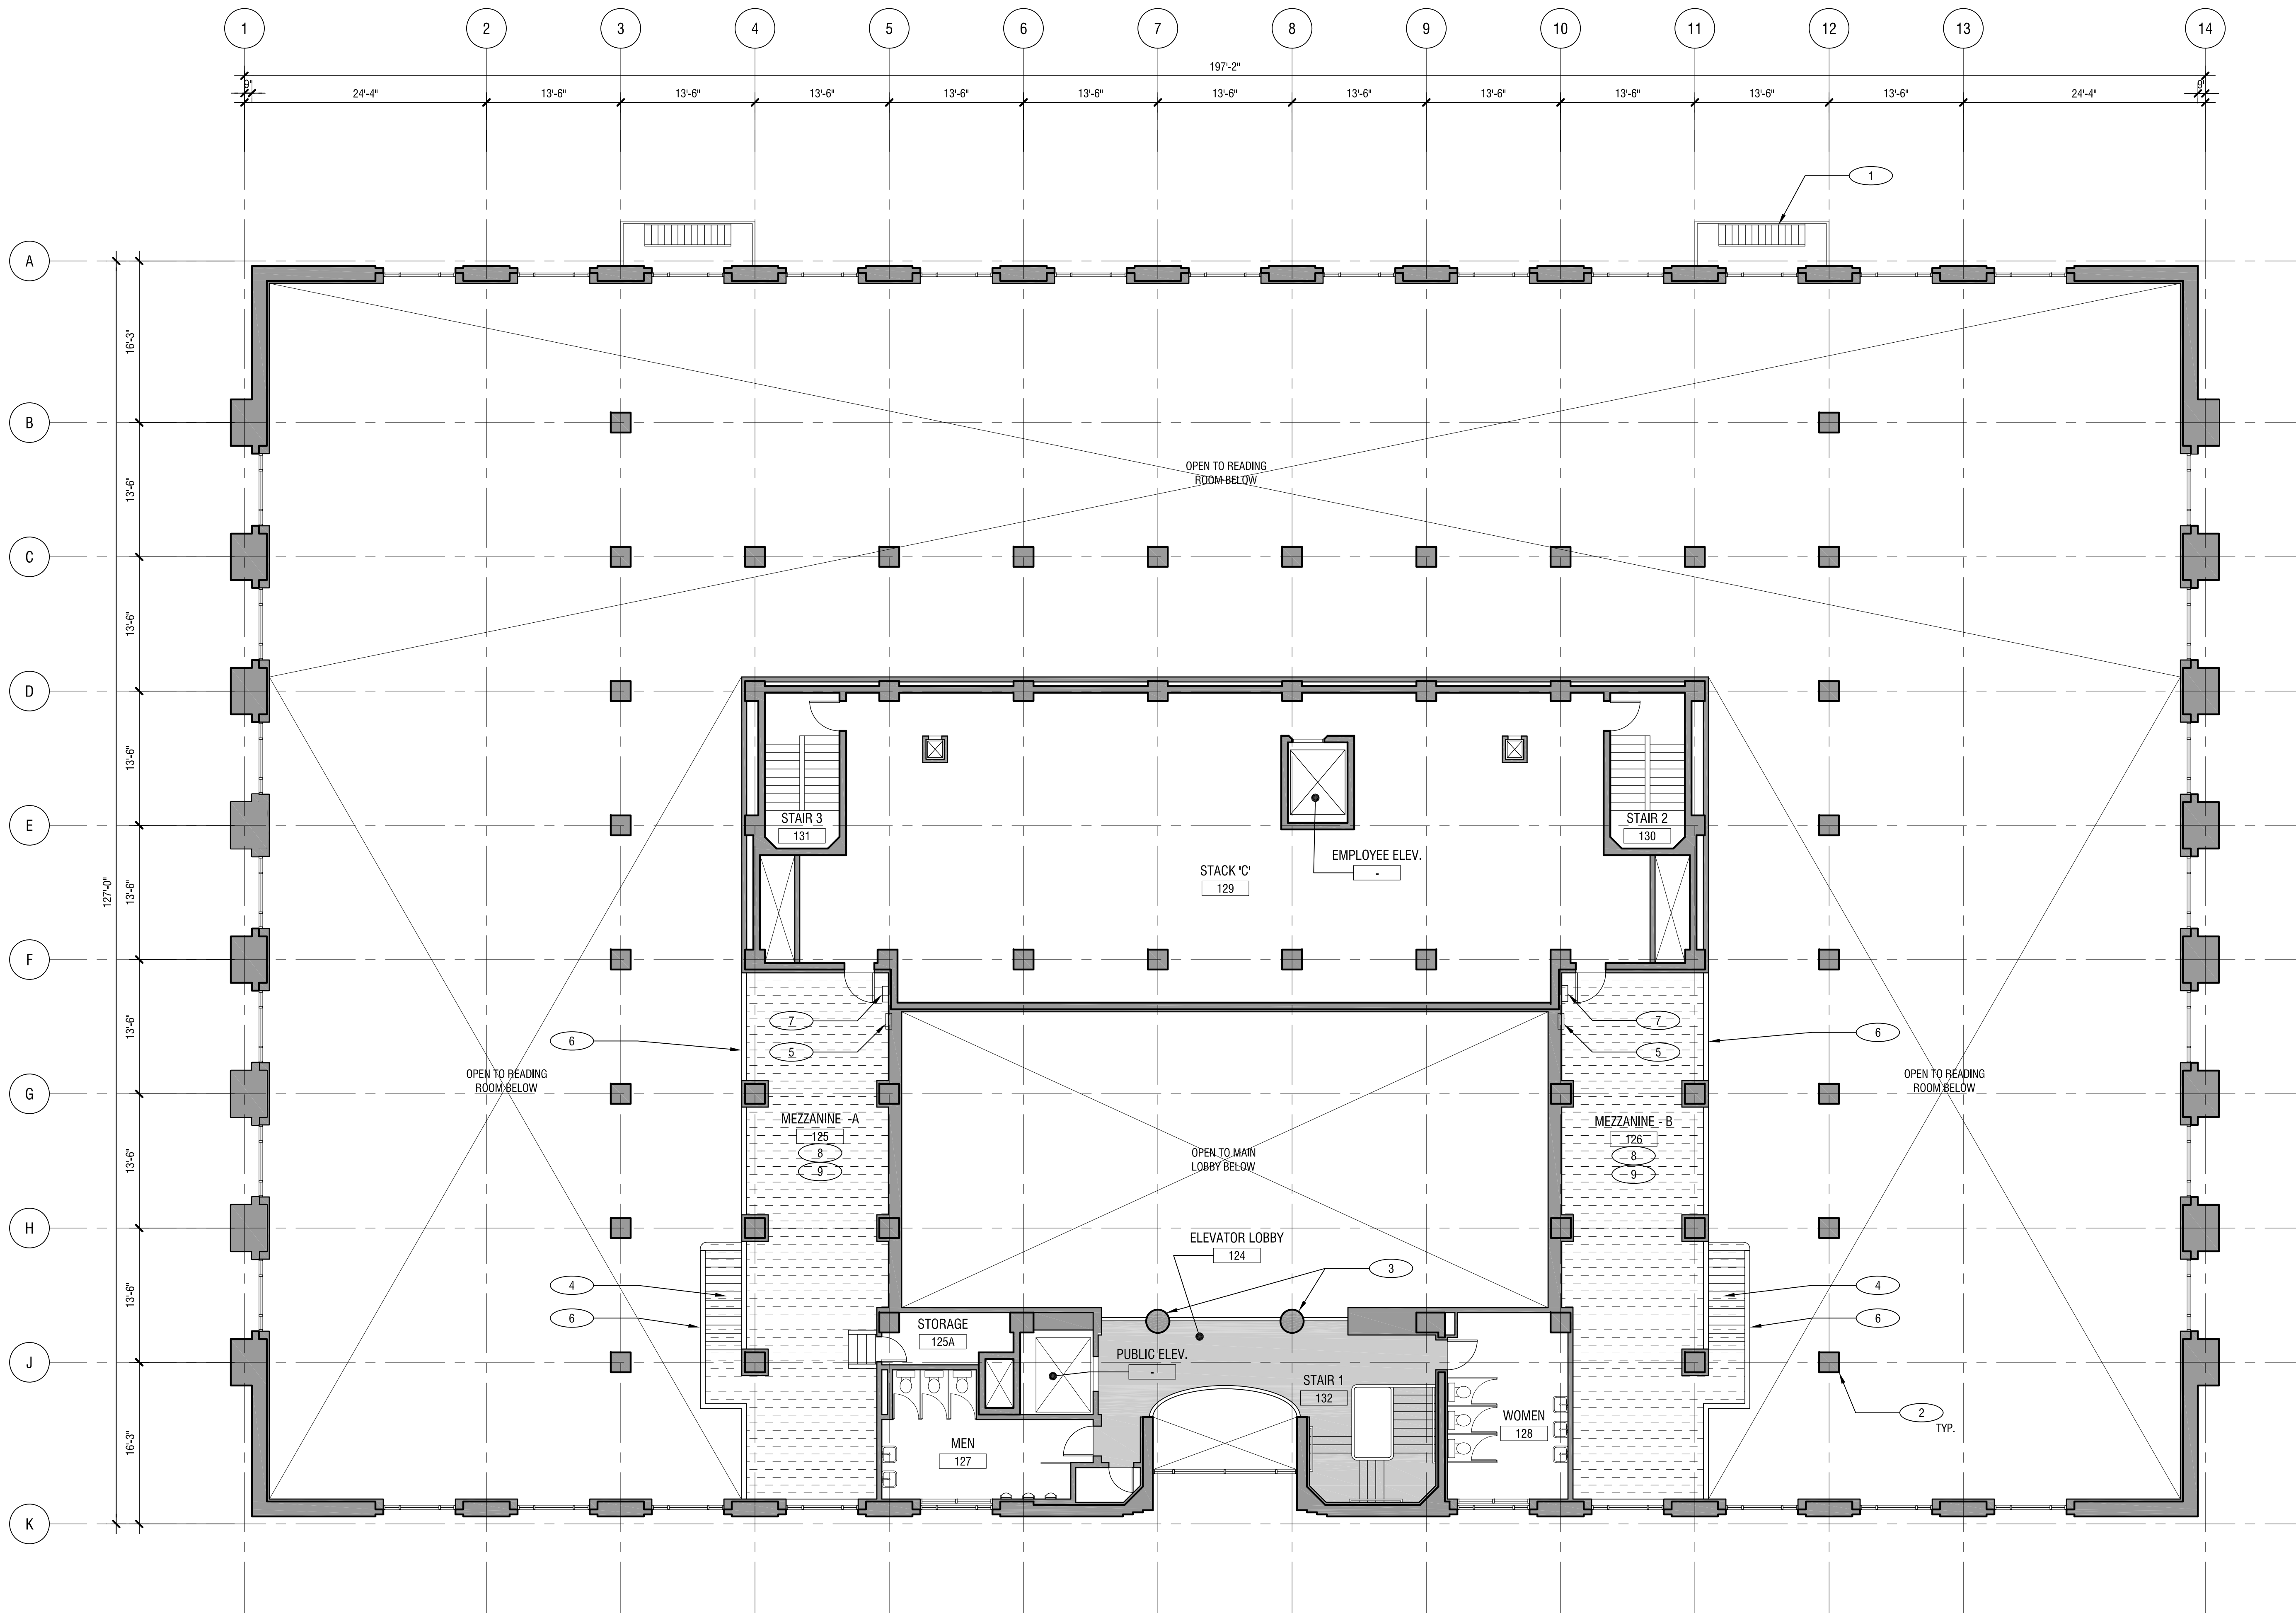 1 2 3 4 5 6 7 8 9 10 11 12 13 14
197'-2"
9" 24'-4" 13'-6" 13'-6" 13'-6" 13'-6" 13'-6" 13'-6" 13'-6" 13'-6" 13'-6" 13'-6" 13'-6" 24'-4" 9"
1
A
16'-3"
B
OPEN TO READING
ROOM BELOW
13'-6"
C
13'-6"
D
13'-6"
STAIR 3
131
STAIR 2
130
E
EMPLOYEE ELEV.
-
STACK 'C'
129
127'-0"
13'-6"
F
13'-6"
7
7
6
6
5
5
OPEN TO READING
ROOM BELOW
OPEN TO READING
ROOM BELOW
G
MEZZANINE -A
125
8
9
MEZZANINE - B
126
8
9
OPEN TO MAIN
LOBBY BELOW
13'-6"
H
ELEVATOR LOBBY
124
3
4
4
13'-6"
6
6
STORAGE
125A
PUBLIC ELEV.
-
J
STAIR 1
132
2
TYP.
WOMEN
128
MEN
127
16'-3"
K